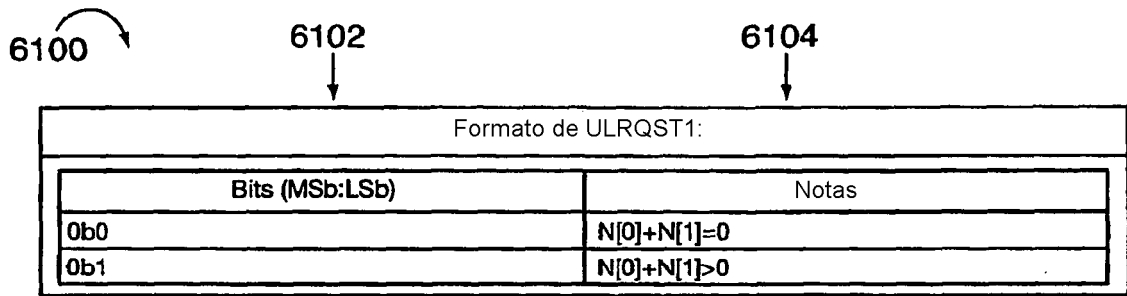 6100
6102
6104
Formato de ULRQST1:
Bits (MSb:LSb) Notas
0b0 N[0]+N[1]=0
0b1 N[0]+N[1]>0